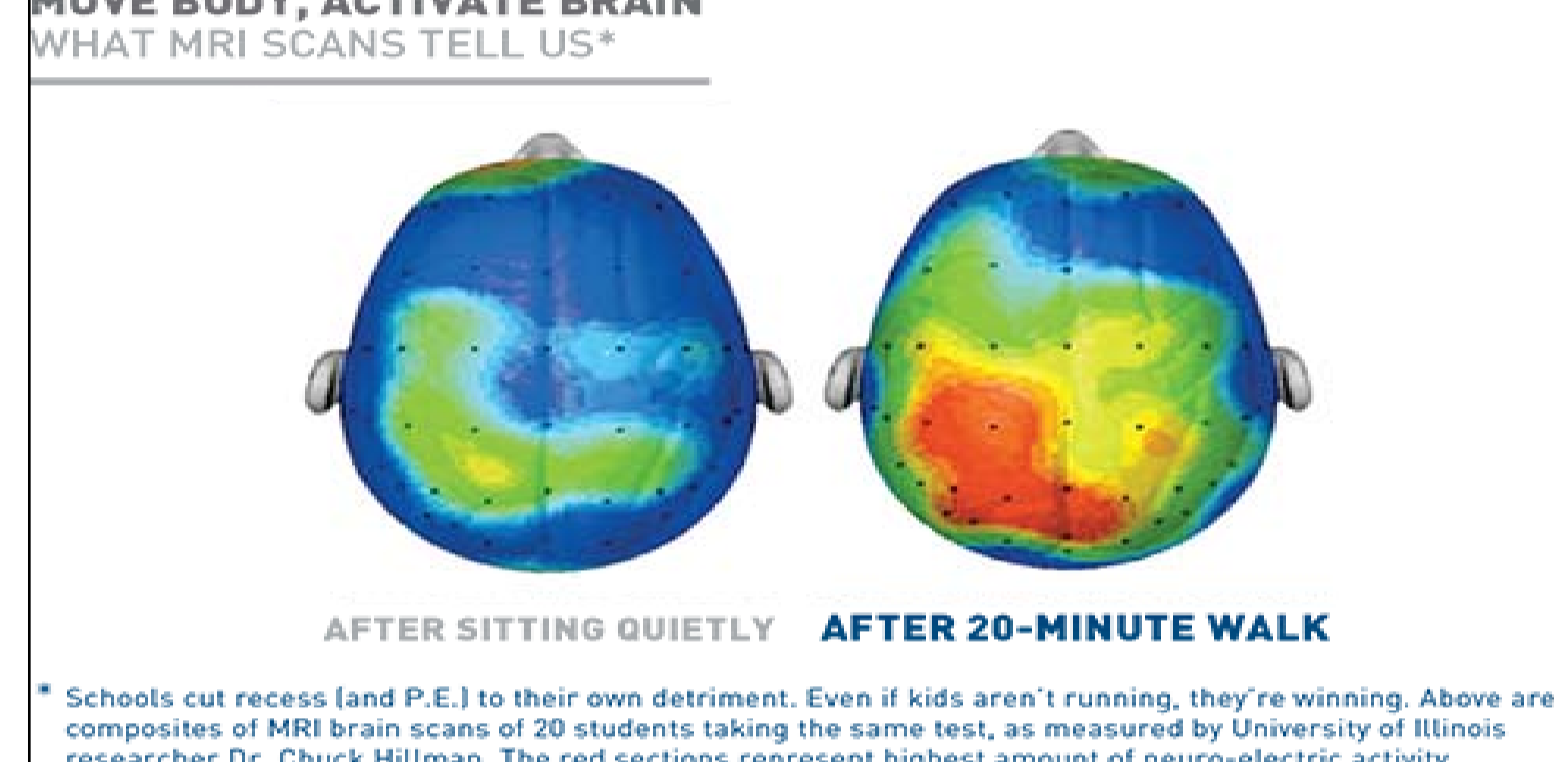 MOVE BODY, ACTIVATE BRAIN
WHAT MRI SCANS TELL US*
AFTER SITTING QUIETLY
AFTER 20-MINUTE WALK
* Schools cut recess (and P.E.) to their own detriment. Even if kids aren't running, they're winning. Above are
composites of MRI brain scans of 20 students taking the same test, as measured by University of Illinois
researcher Dr. Chuck Hillman. The red sections represent highest amount of neuro-electric activity.